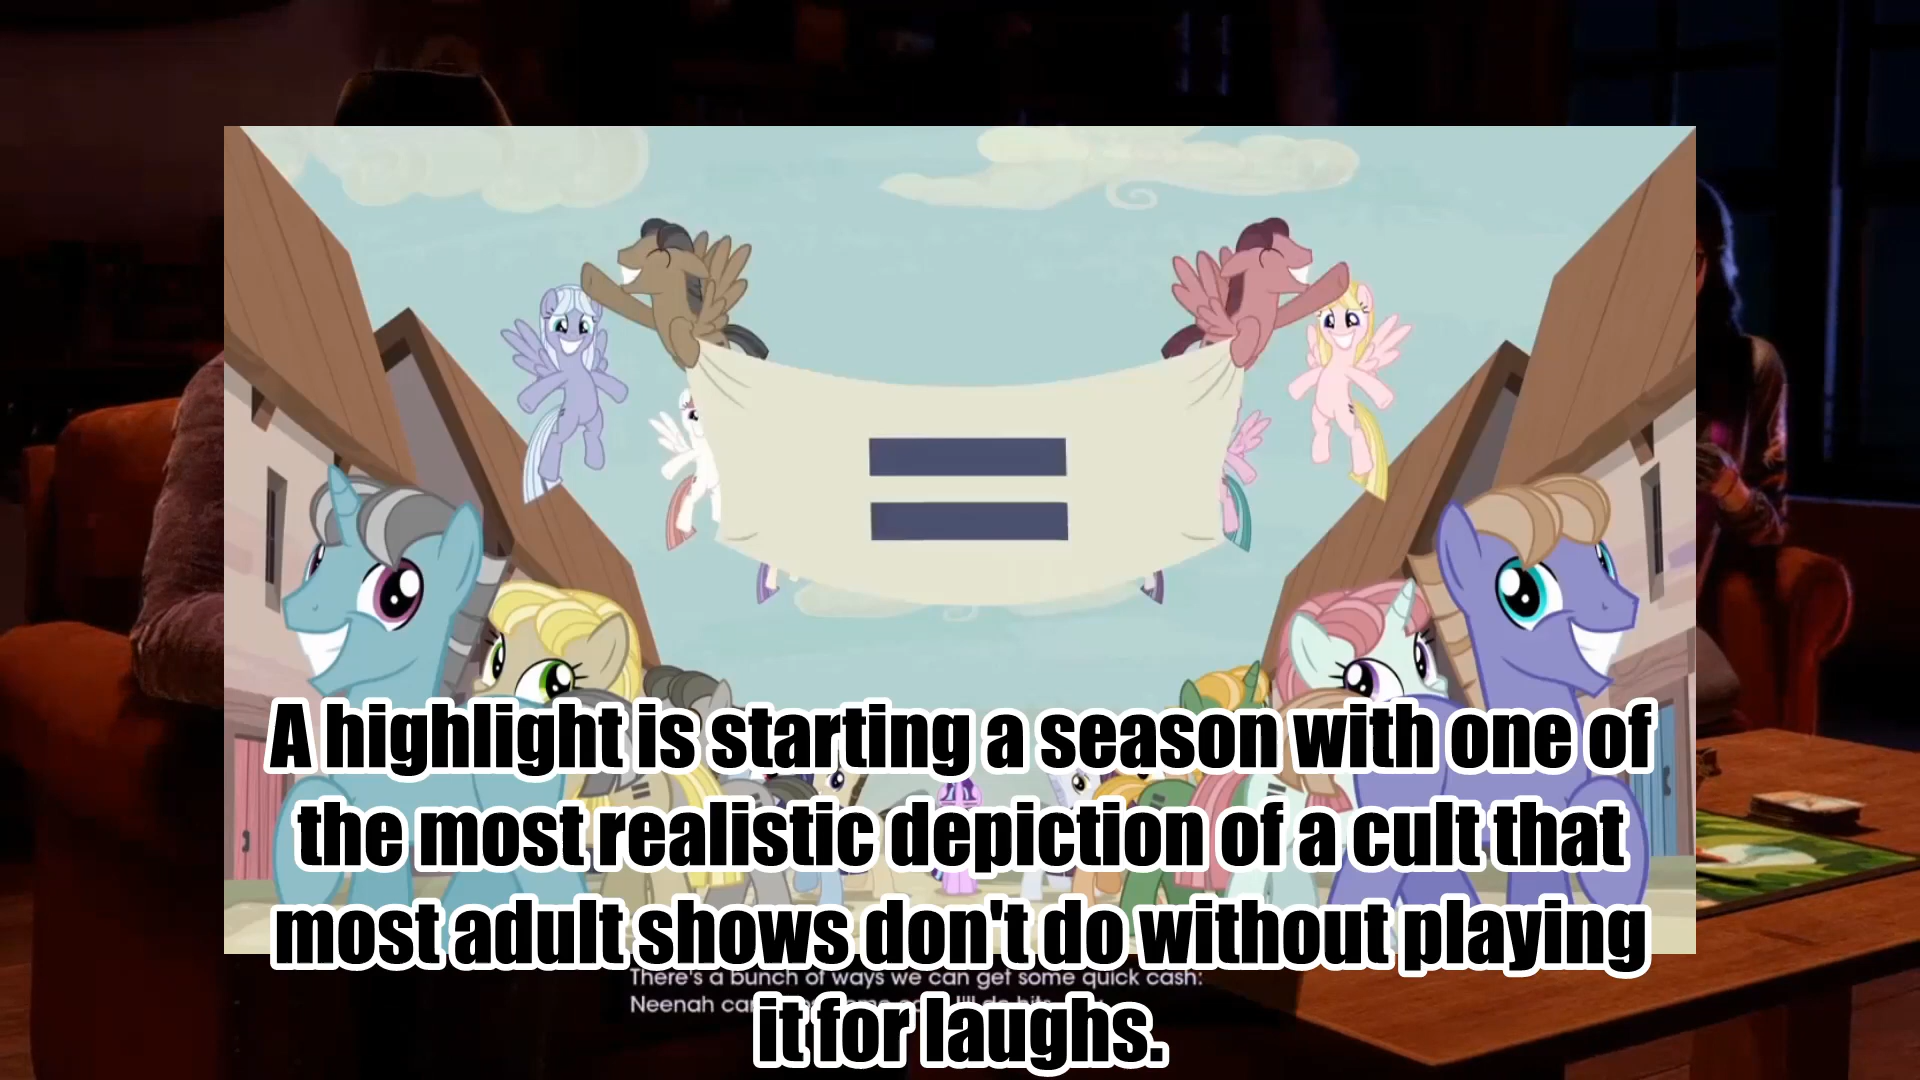 A highlight is starting a season with one of
the most realistic depiction of a cult that
most adult shows don't do without playing
There's a bunch of ways we can get some quick cash:
Neenah
it for laughs.